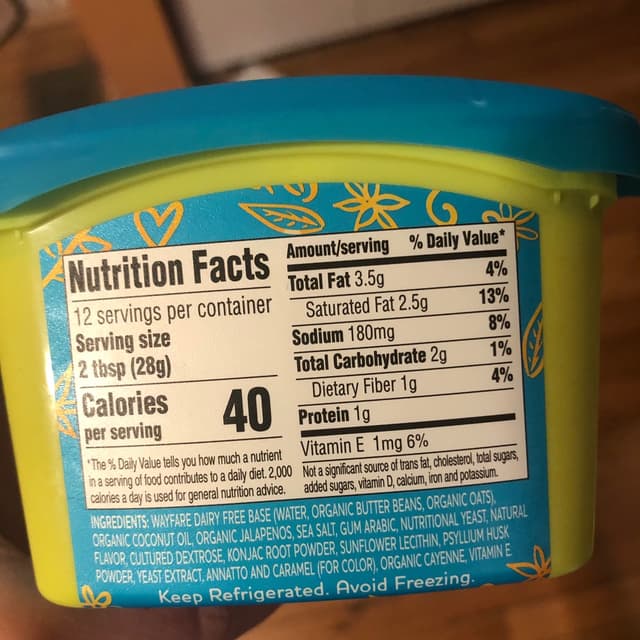 Nutrition Facts
12 servings per container
Serving size
2 tbsp (28g)
Calories
per serving
40
*The % Daily Value tells you how much a nutrient
in a serving of food contributes to a daily diet. 2,000
calories a day is used for general nutrition advice.
Amount/serving % Daily Value*
Total Fat 3.5g 4%
Saturated Fat 2.5g 13%
Sodium 180mg 8%
Total Carbohydrate 2g 1%
Dietary Fiber 1g 4%
Protein 1g
Vitamin E 1mg 6%
Not a significant source of trans fat, cholesterol, total sugars,
added sugars, vitamin D, calcium, iron and potassium.
INGREDIENTS: WAYFARE DAIRY FREE BASE (WATER, ORGANIC BUTTER BEANS, ORGANIC OATS),
ORGANIC COCONUT OIL, ORGANIC JALAPENOS, SEA SALT, GUM ARABIC, NUTRITIONAL YEAST, NATURAL
FLAVOR, CULTURED DEXTROSE, KONJAC ROOT POWDER, SUNFLOWER LECITHIN, PSYLLIUM HUSK
POWDER, YEAST EXTRACT, ANNATTO AND CARAMEL (FOR COLOR), ORGANIC CAYENNE, VITAMIN E
Keep Refrigerated. Avoid Freezing.